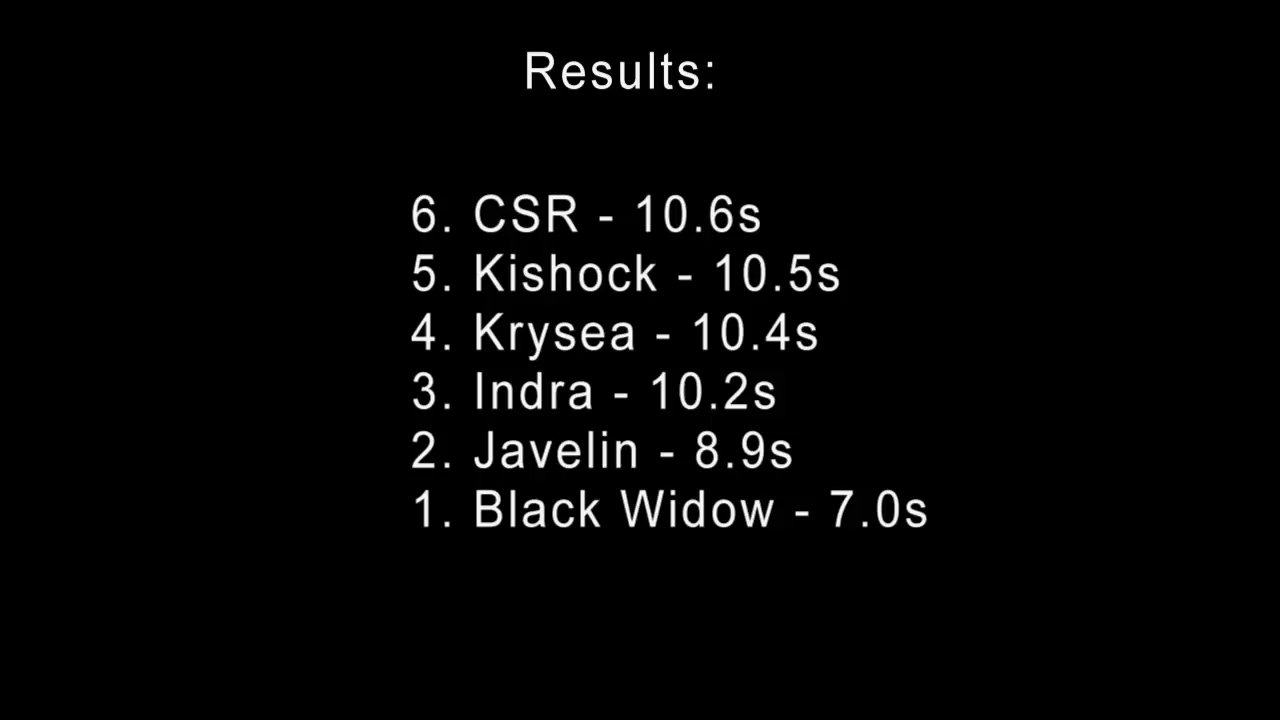 Results:
6. CSR - 10.6s
5. Kishock - 10.5s
4. Krysea - 10.4s
3. Indra - 10.2s
2. Javelin - 8.9s
1. Black Widow - 7.0s